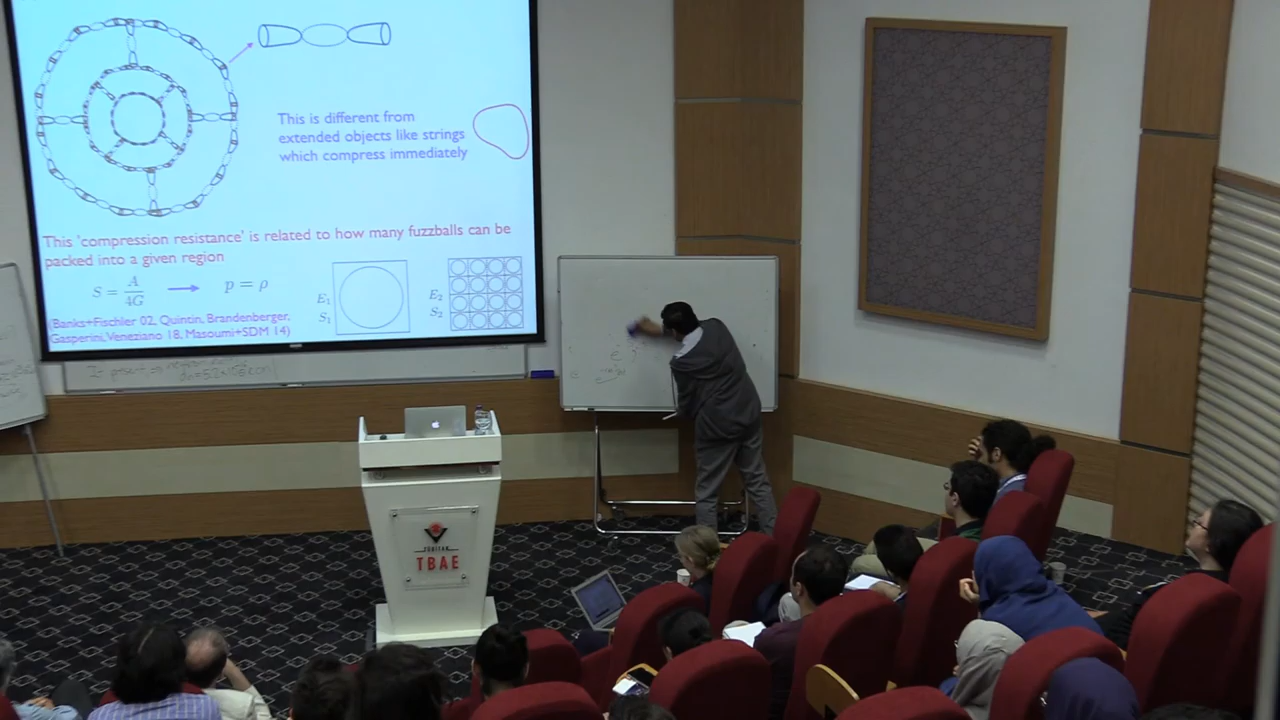 This is different from
extended objects like strings
which compress immediately
This 'compression resistance' is related to how many fuzzballs can be
packed into a given region
S = A/4G → p = ρ
(Banks+Fischler 02, Quintin, Brandenberger,
Gasperini, Veneziano 18, Masoumi+SDM 14)
E₁
S₁
E₂
S₂
TÜBİTAK
TBAE